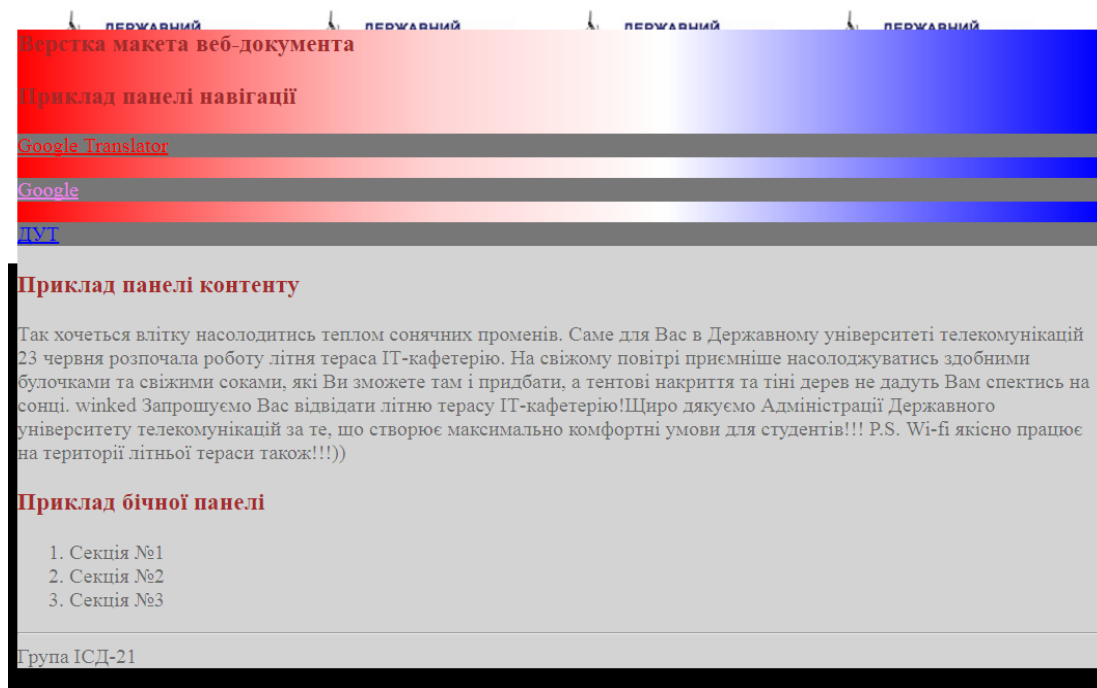 ДЕРЖАВНИЙ ДЕРЖАВНИЙ ДЕРЖАВНИЙ ДЕРЖАВНИЙ
Верстка макета веб-документа
Приклад панелі навігації
Google Translator
Google
ДУТ
Приклад панелі контенту
Так хочеться влітку насолодитись теплом сонячних променів. Саме для Вас в Державному університеті телекомунікацій
23 червня розпочала роботу літня тераса ІТ-кафетерію. На свіжому повітрі приємніше насолоджуватись здобними
булочками та свіжими соками, які Ви зможете там і придбати, а тентові накриття та тіні дерев не дадуть Вам спектись на
сонці. winked Запрошуємо Вас відвідати літню терасу ІТ-кафетерію!Щиро дякуємо Адміністрації Державного
університету телекомунікацій за те, що створює максимально комфортні умови для студентів!!! P.S. Wi-fi якісно працює
на території літньої тераси також!!!))
Приклад бічної панелі
1. Секція №1
2. Секція №2
3. Секція №3
Група ІСД-21